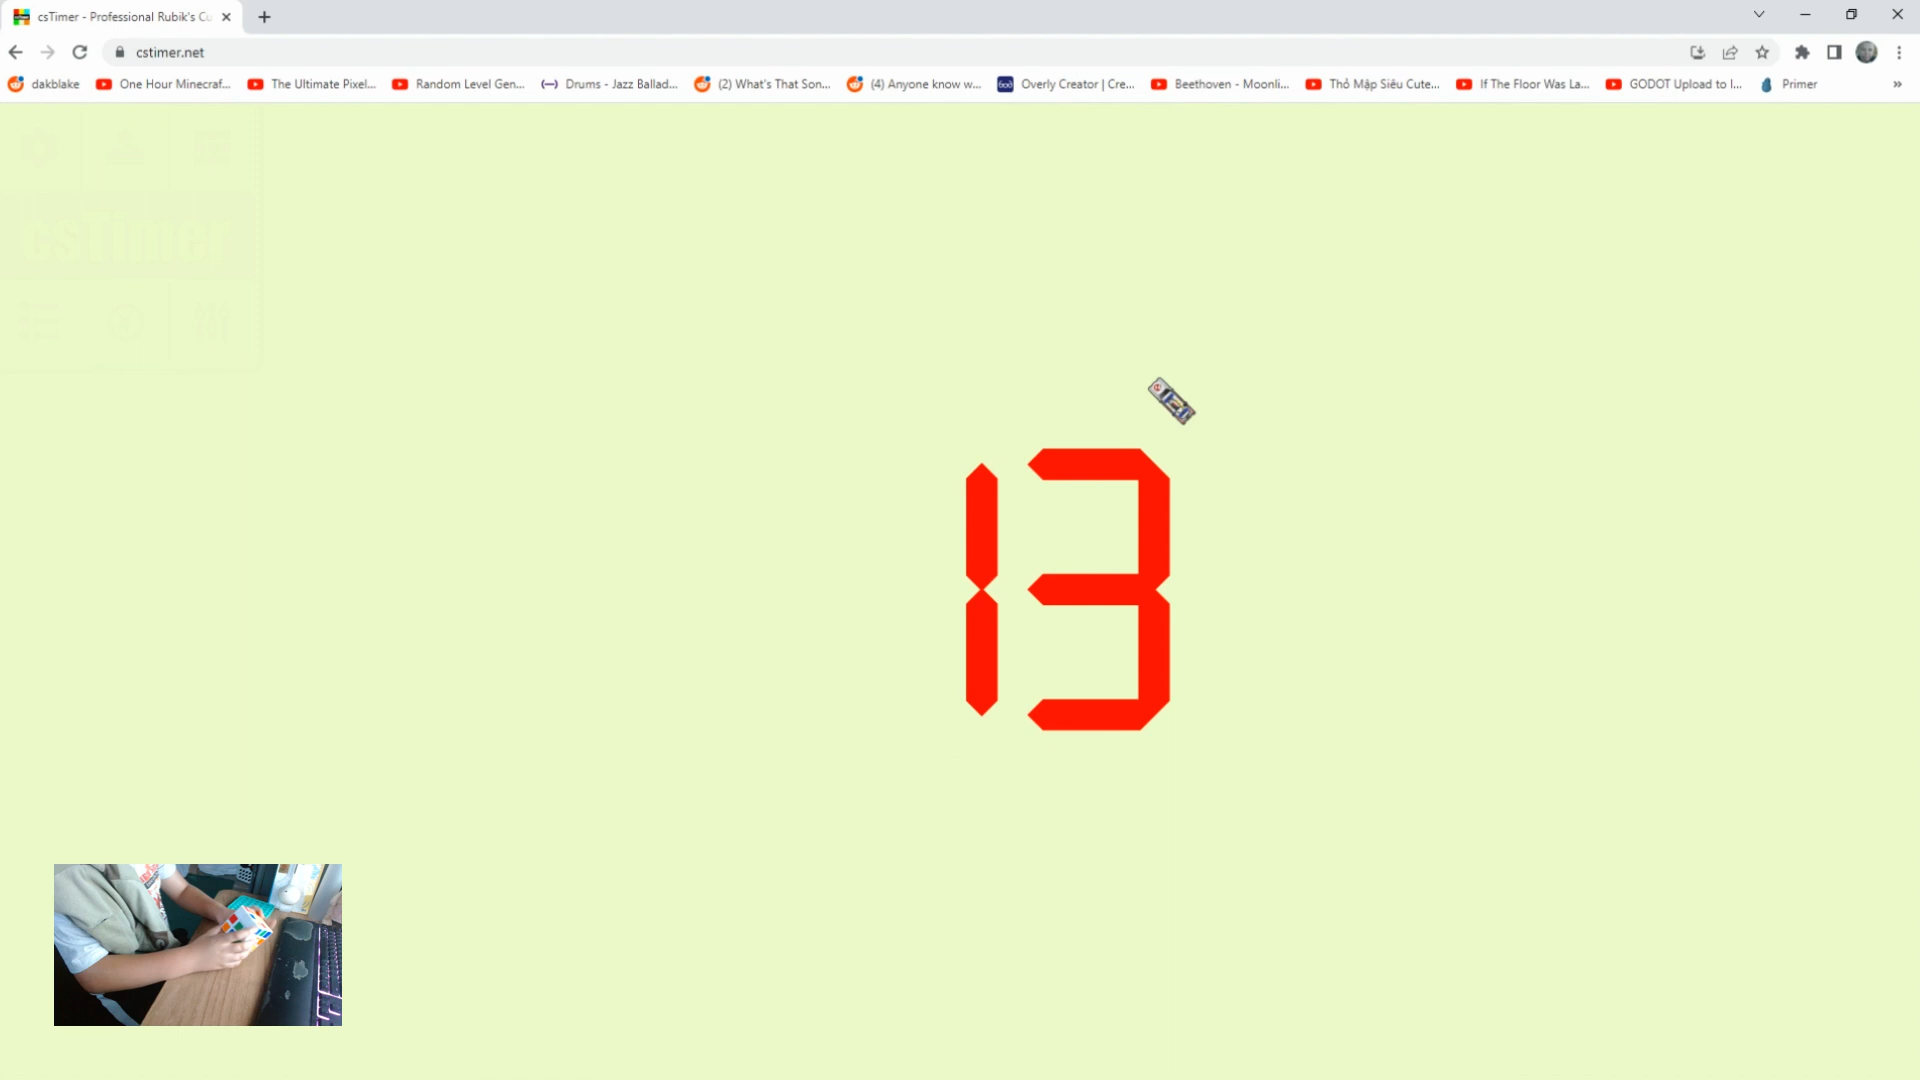 csTimer - Professional Rubik's Cu
cstimer.net
dakblake
One Hour Minecraf...
The Ultimate Pixel...
Random Level Gen...
Drums - Jazz Ballad...
(2) What's That Son...
(4) Anyone know w...
Overly Creator | Cre...
Beethoven - Moonli...
Thỏ Mập Siêu Cute...
If The Floor Was La...
GODOT Upload to I...
Primer
csTimer
13